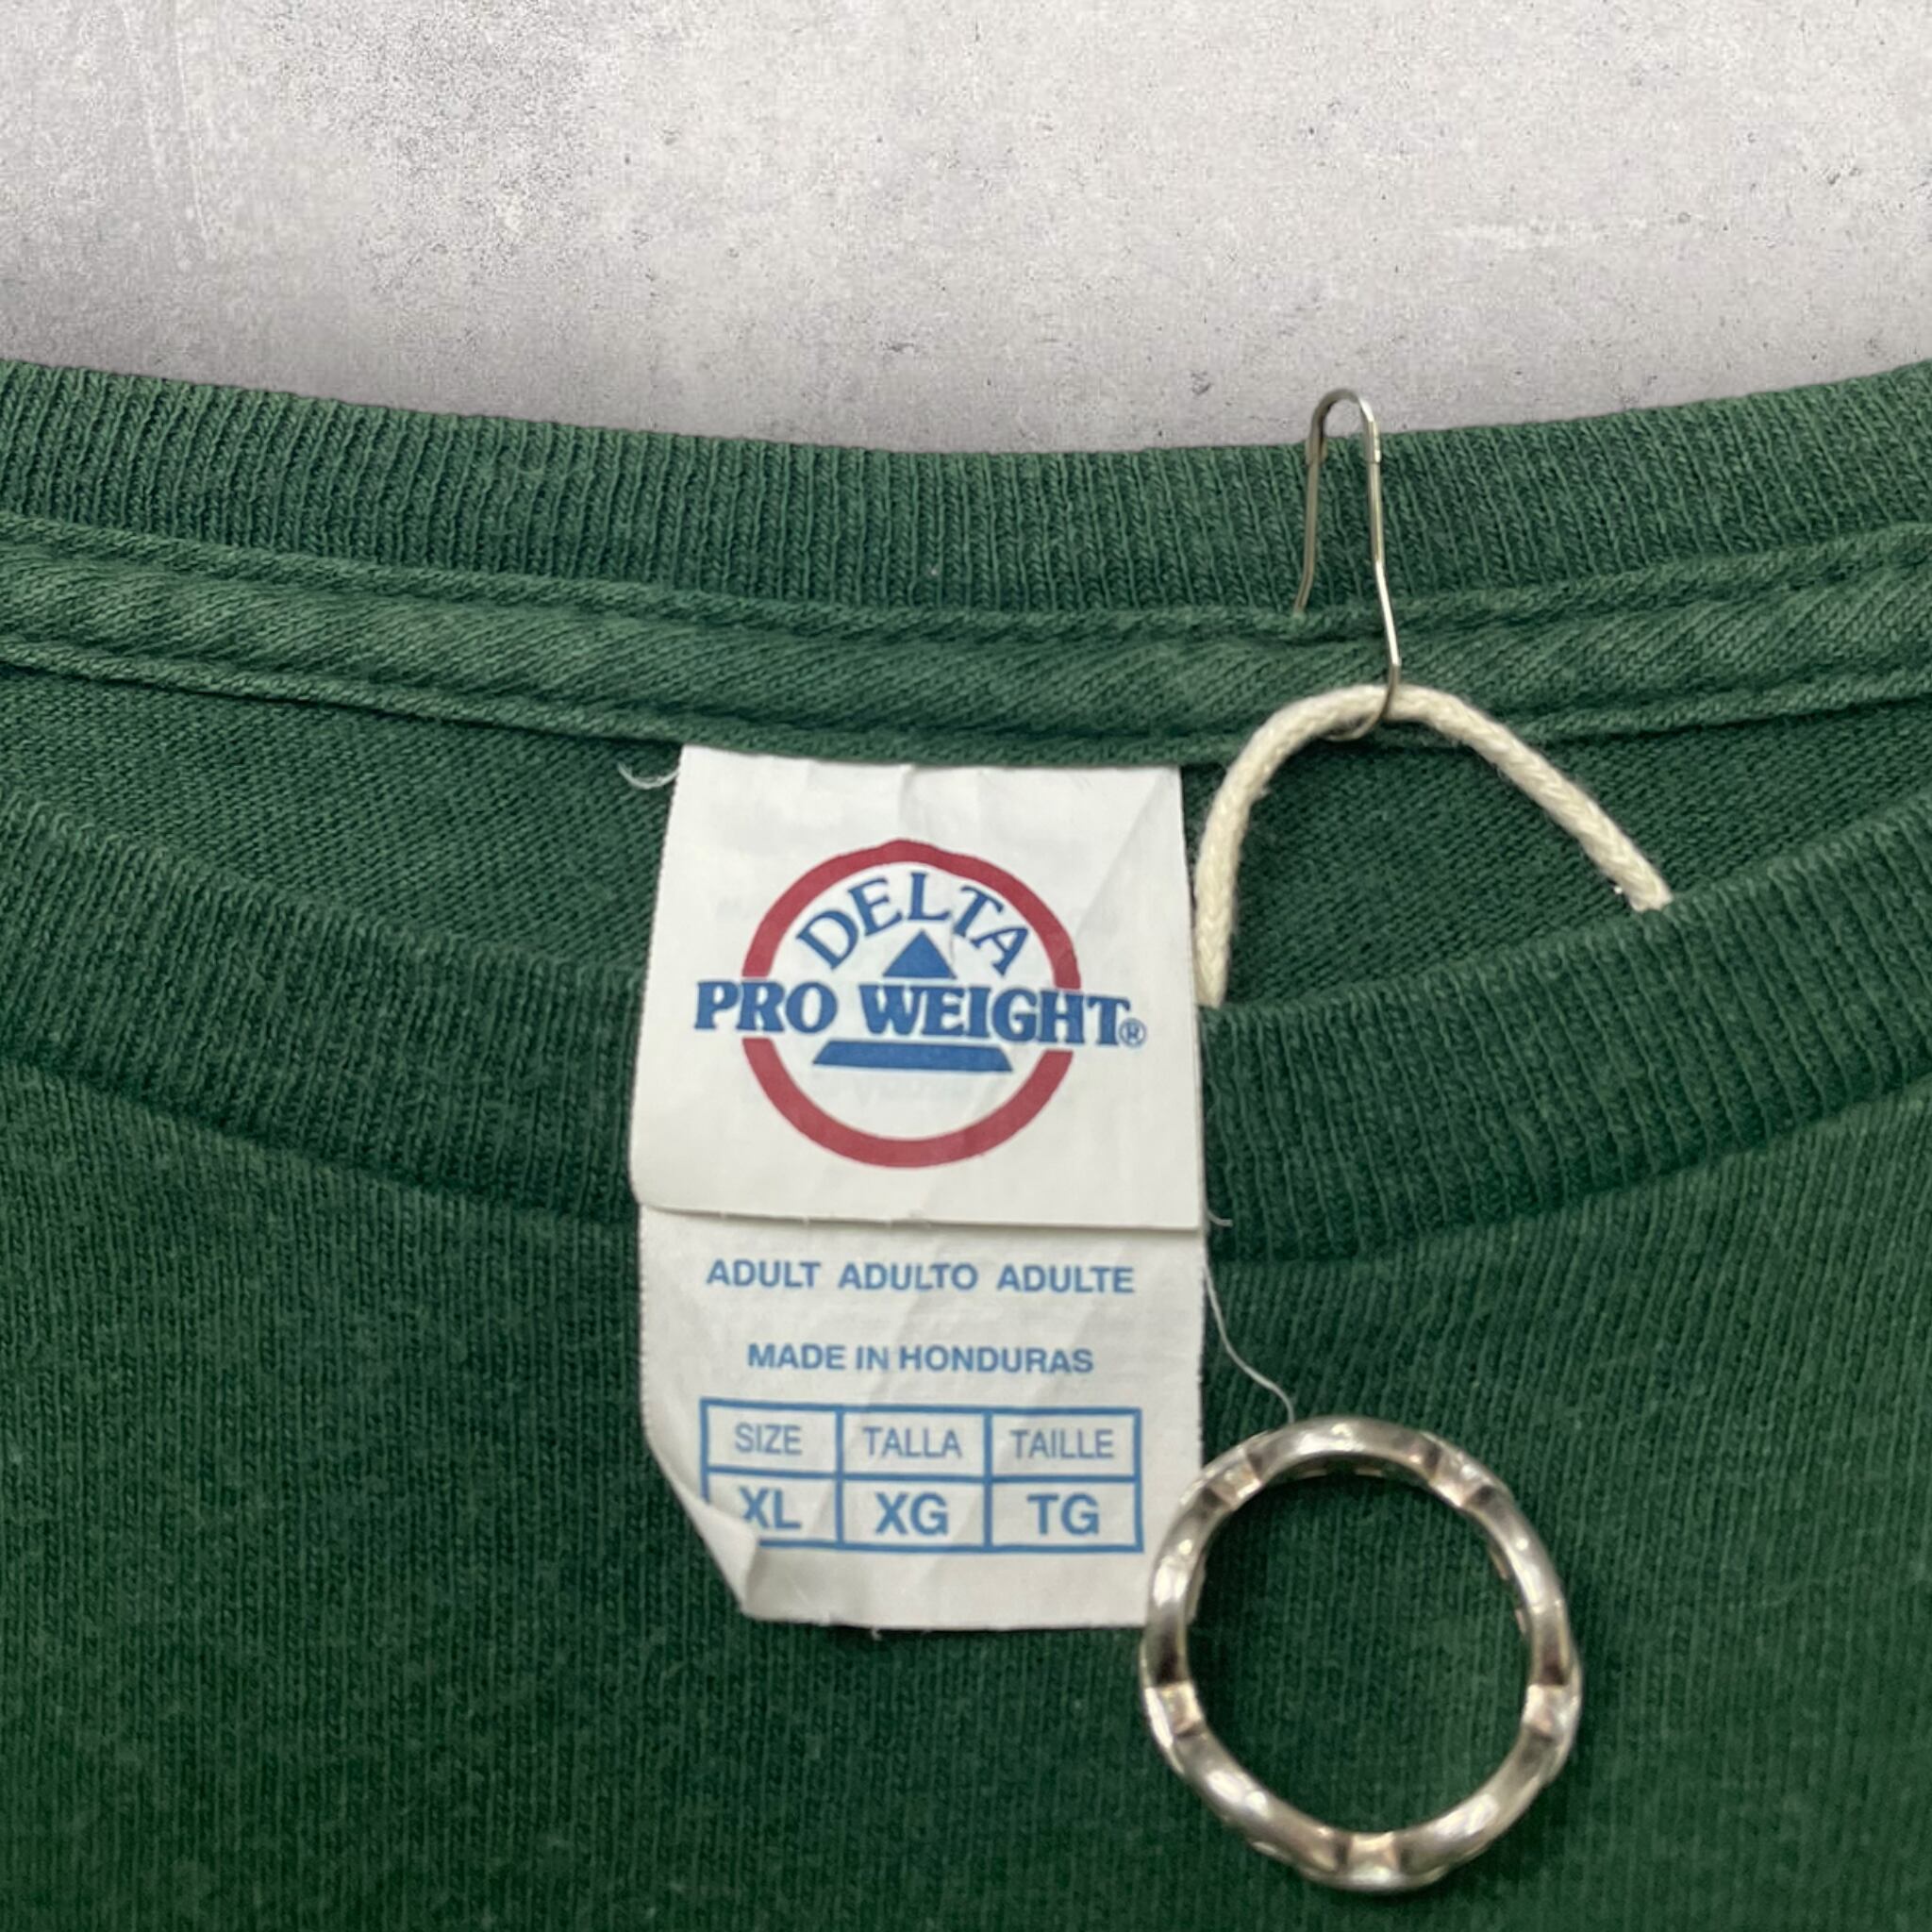 DELTA
PRO WEIGHT®
ADULT ADULTO ADULTE
MADE IN HONDURAS
SIZE TALLA TAILLE
XL XG TG